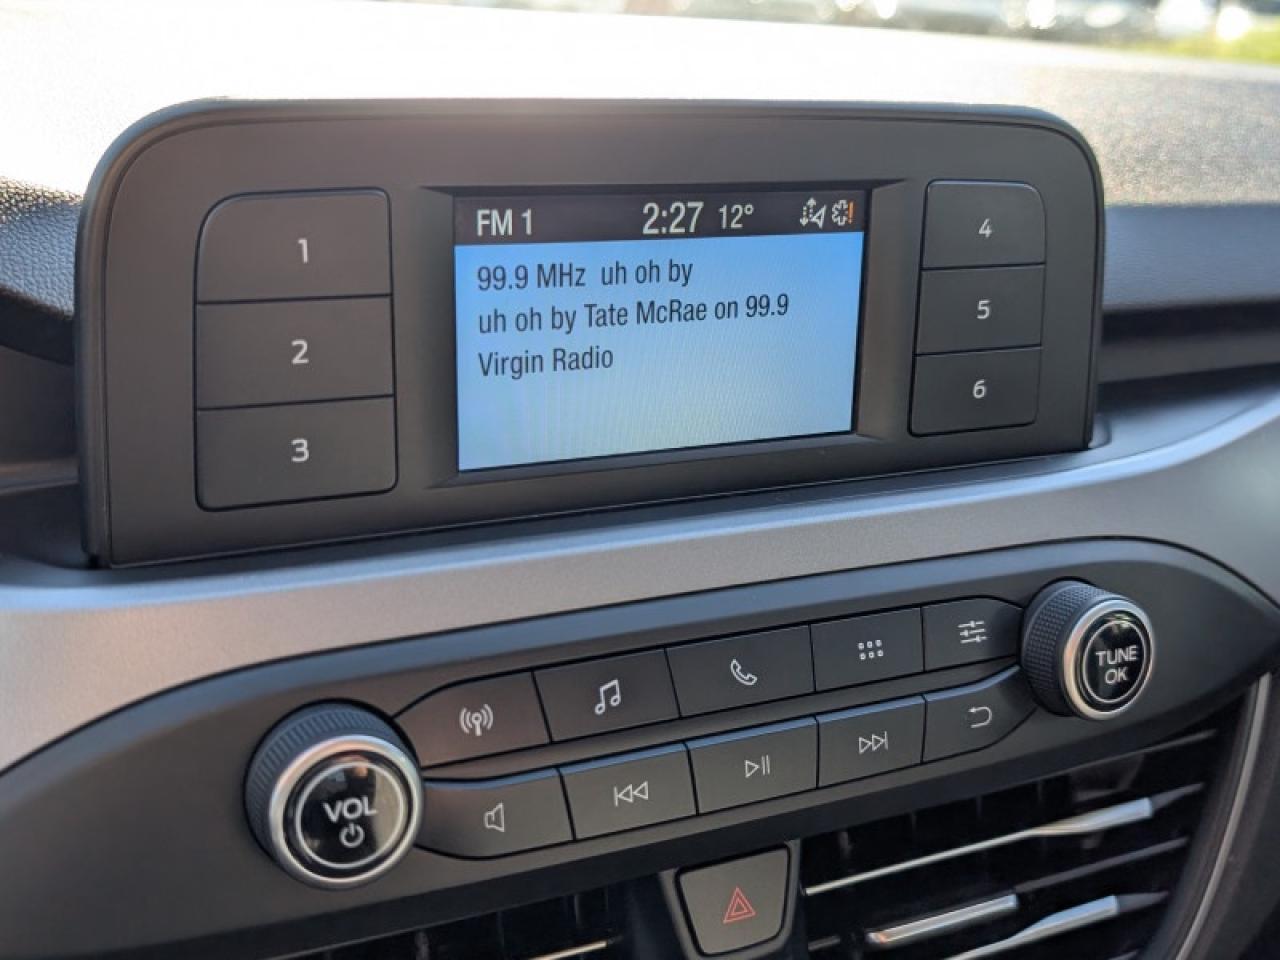 FM 1 2:27 12°
99.9 MHz uh oh by
uh oh by Tate McRae on 99.9
Virgin Radio
1
2
3
4
5
6
VOL
TUNE
OK